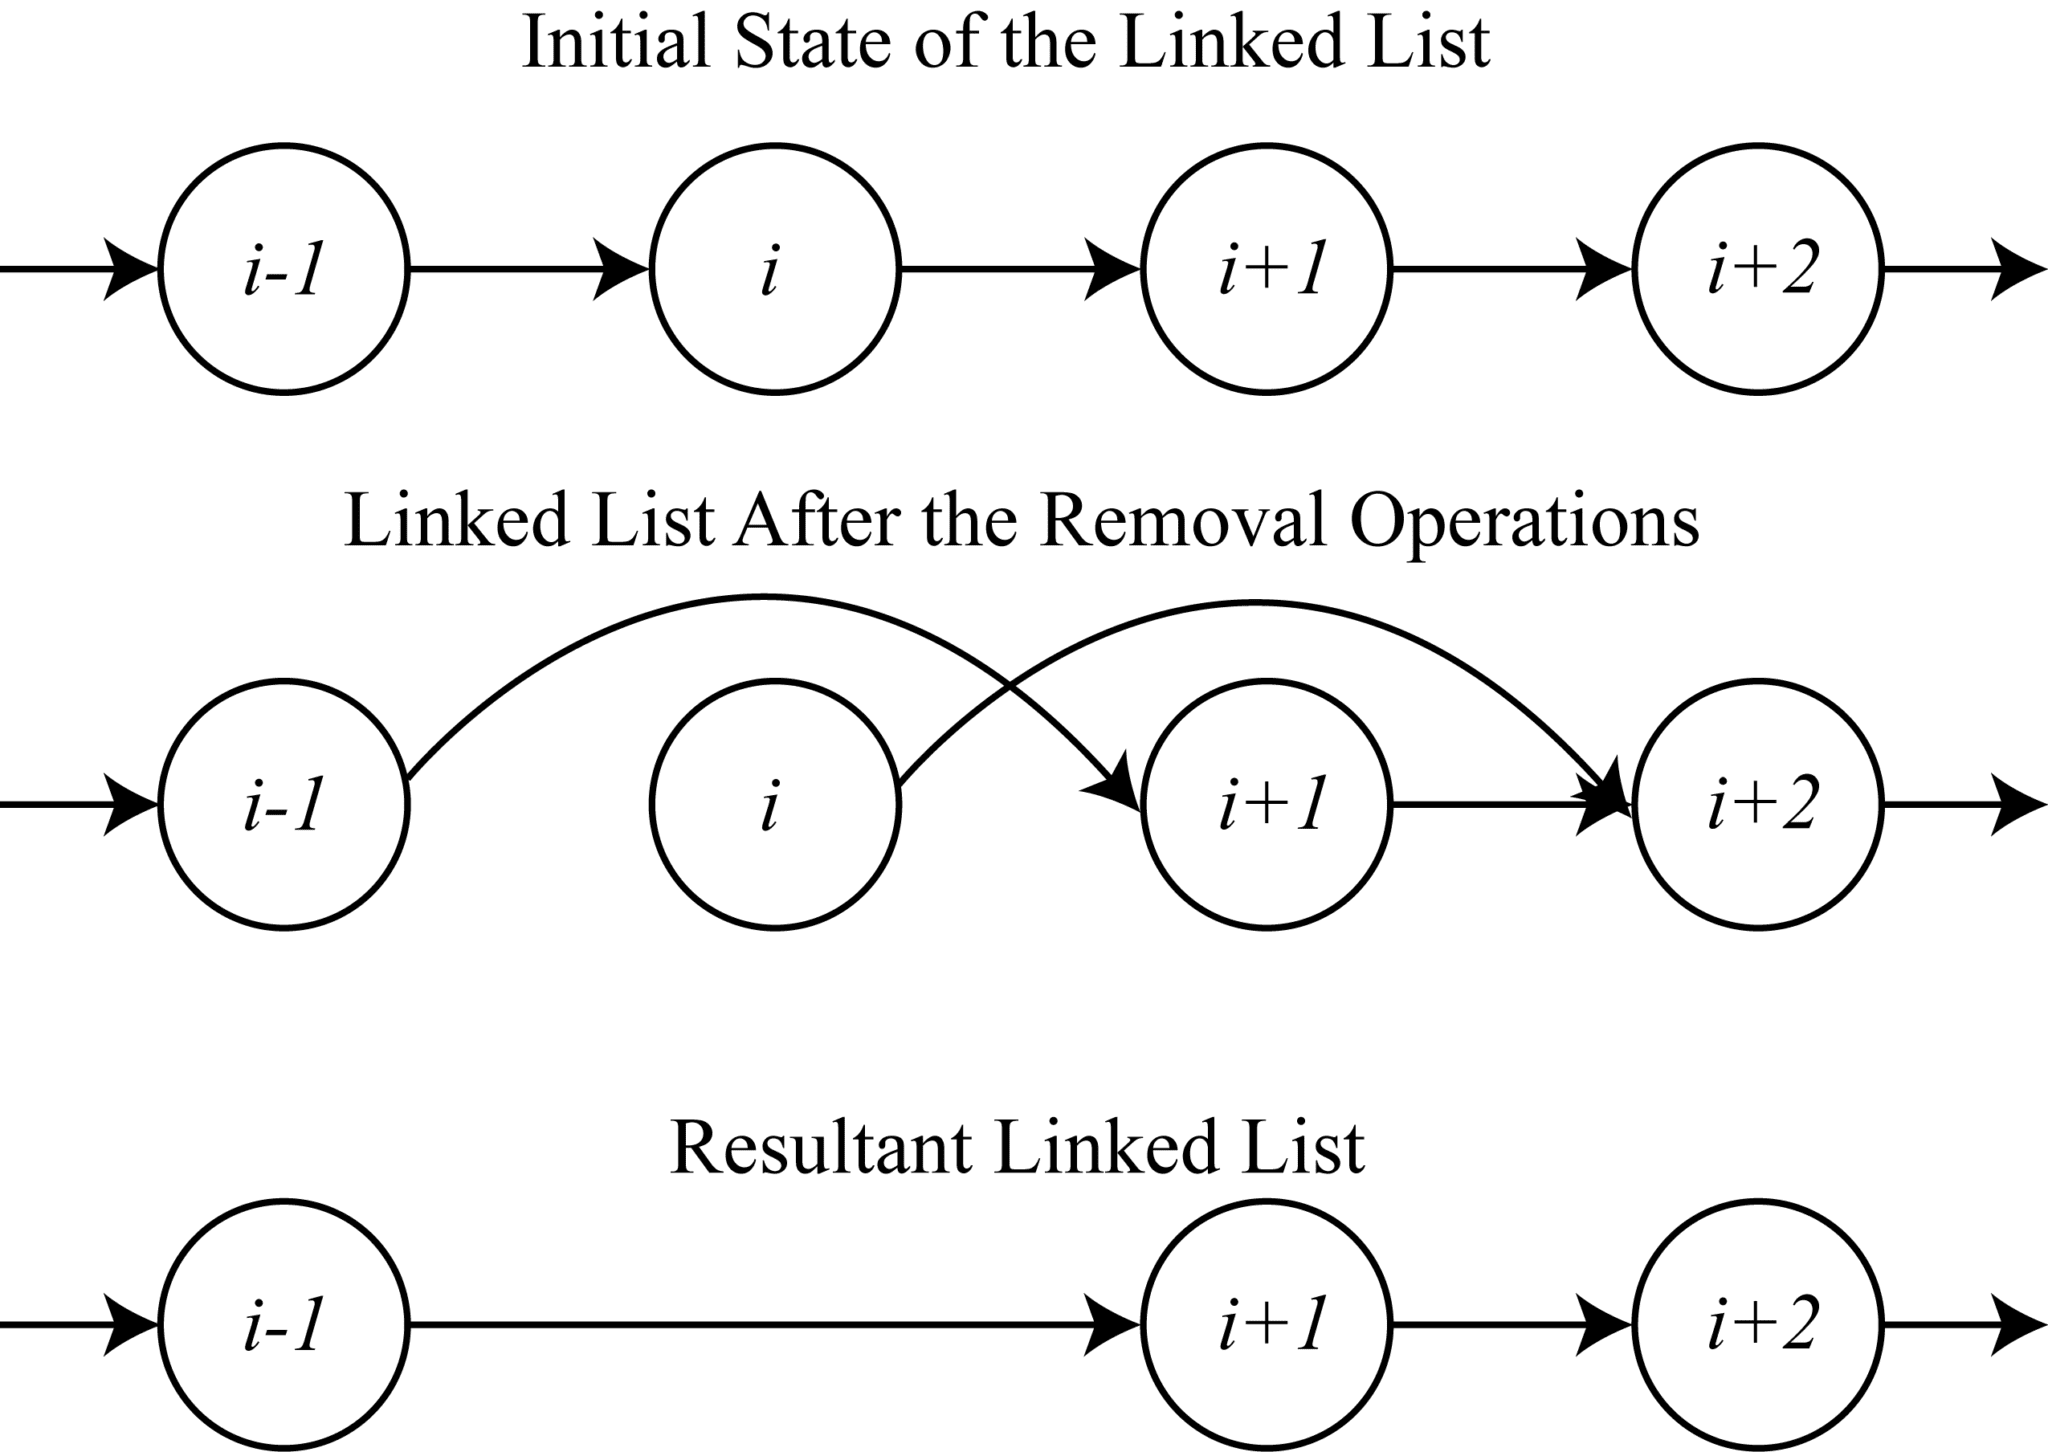 Initial State of the Linked List
i-1 i i+1 i+2
Linked List After the Removal Operations
i-1 i i+1 i+2
Resultant Linked List
i-1 i+1 i+2